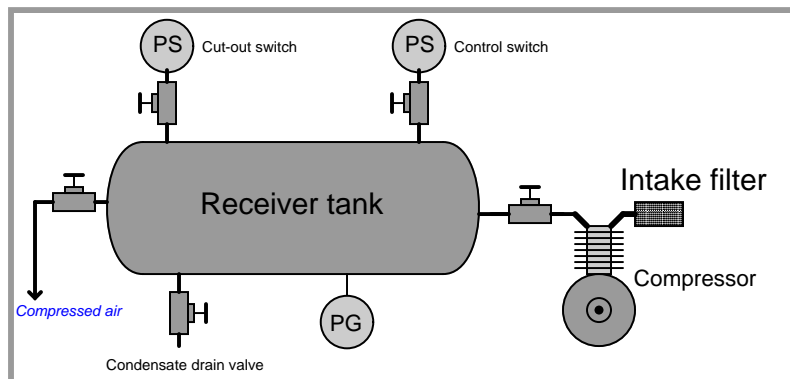 PS
Cut-out switch
PS
Control switch
Receiver tank
Intake filter
Compressor
Compressed air
PG
Condensate drain valve